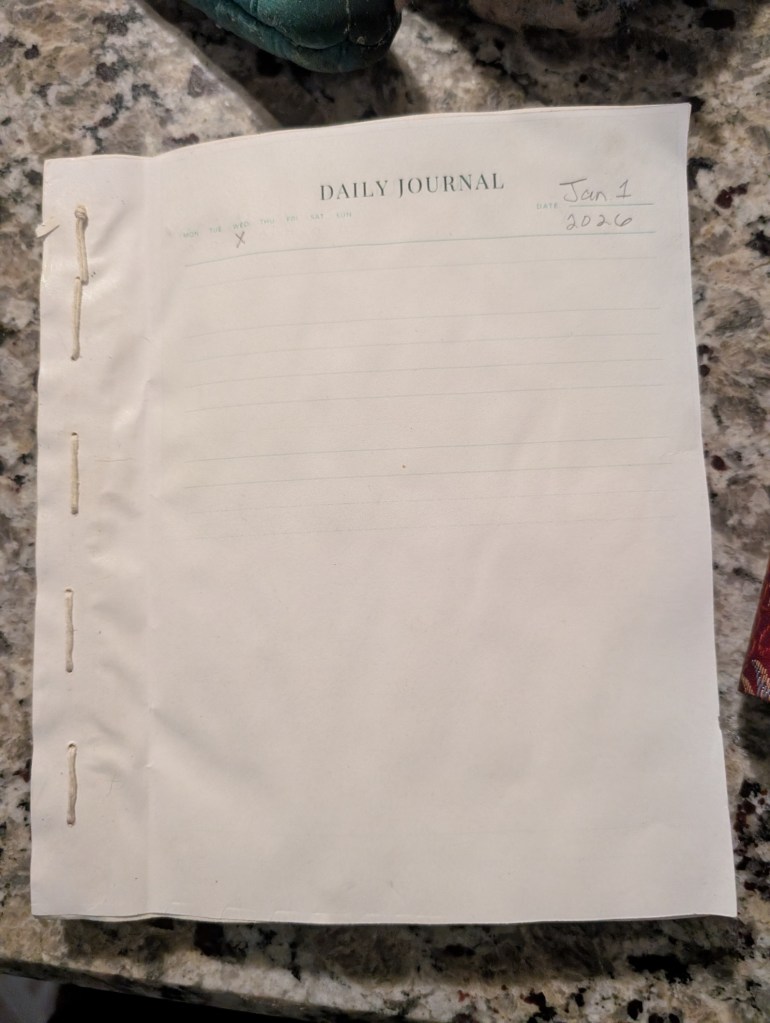 DAILY JOURNAL
DATE: Jan 1
2026
MON TUE WED THU FRI SAT SUN
X